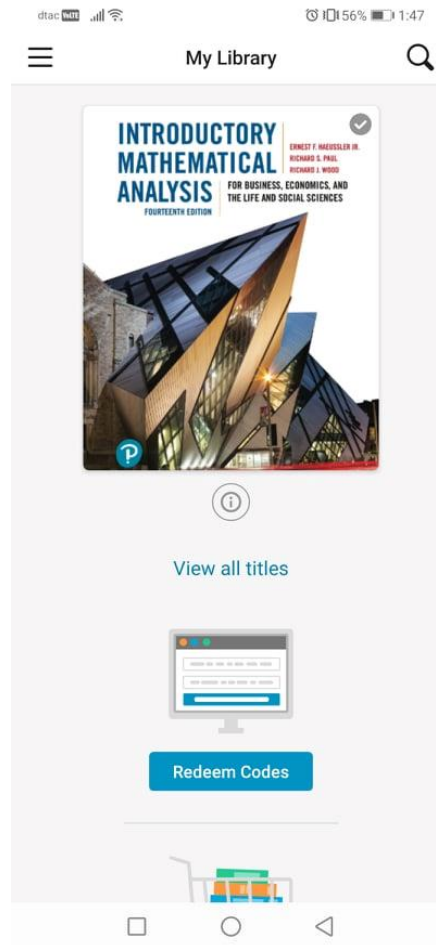 dtac VoLTE 56% 1:47
My Library
INTRODUCTORY
MATHEMATICAL
ANALYSIS
FOURTEENTH EDITION
ERNEST F. HAEUSSLER JR.
RICHARD S. PAUL
RICHARD J. WOOD
FOR BUSINESS, ECONOMICS, AND
THE LIFE AND SOCIAL SCIENCES
P
View all titles
Redeem Codes